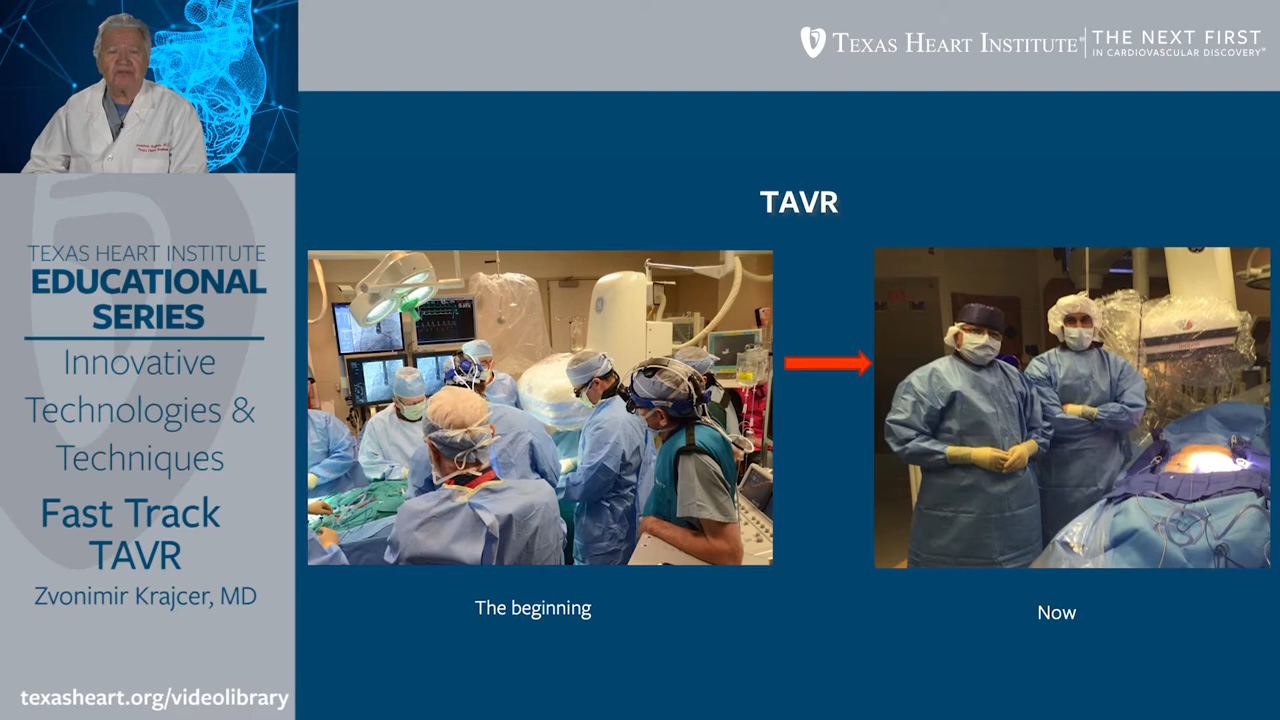 TEXAS HEART INSTITUTE®
THE NEXT FIRST
IN CARDIOVASCULAR DISCOVERY®
TEXAS HEART INSTITUTE
EDUCATIONAL
SERIES
Innovative
Technologies &
Techniques
Fast Track
TAVR
Zvonimir Krajcer, MD
texasheart.org/videolibrary
TAVR
The beginning
Now